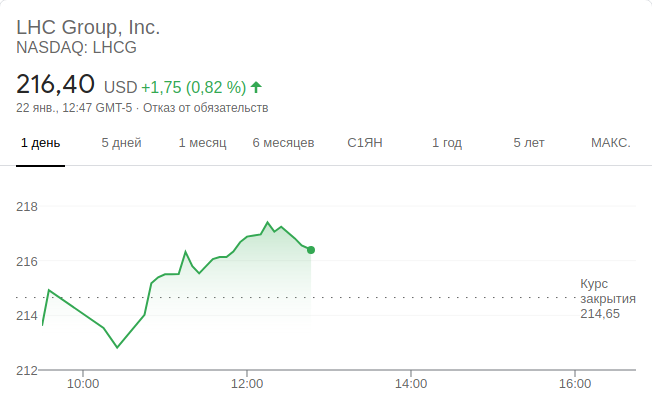 LHC Group, Inc.
NASDAQ: LHCG
216,40 USD +1,75 (0,82 %)
22 янв., 12:47 GMT-5 · Отказ от обязательств
1 день 5 дней 1 месяц 6 месяцев С1ЯН 1 год 5 лет МАКС.
218
216
Курс
закрытия
214,65
214
212
10:00 12:00 14:00 16:00